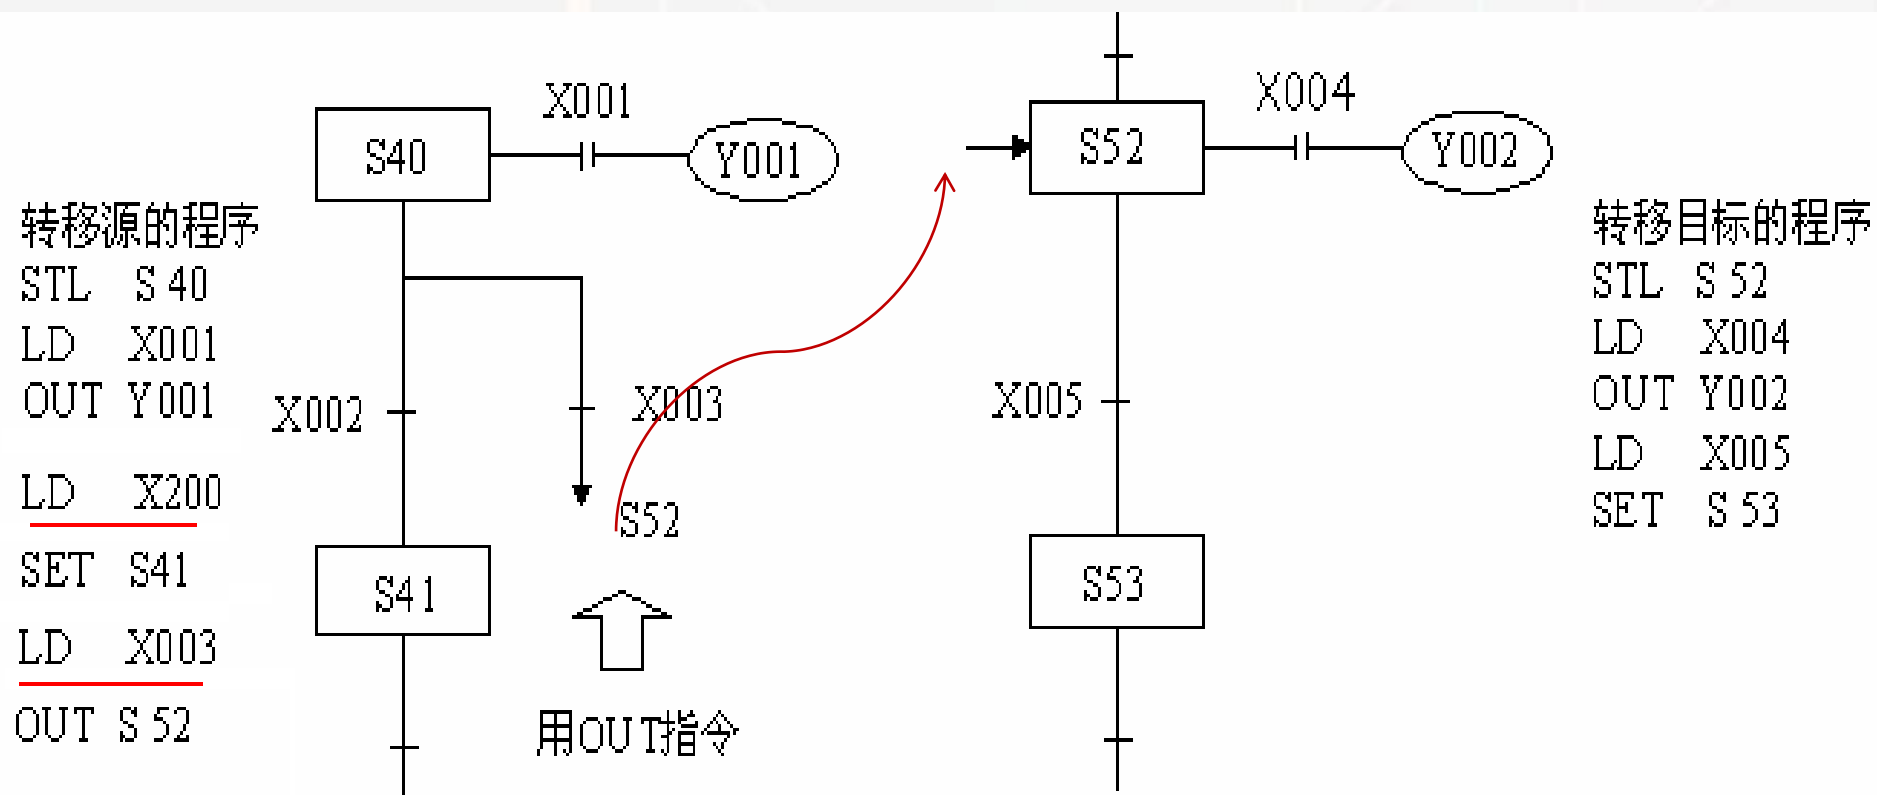 转移源的程序
STL S 40
LD X001
OUT Y001
LD X200
SET S41
LD X003
OUT S 52
S40
X001
Y001
X002
X003
S52
S41
用OUT指令
S52
X004
Y002
X005
S53
转移目标的程序
STL S 52
LD X004
OUT Y002
LD X005
SET S 53